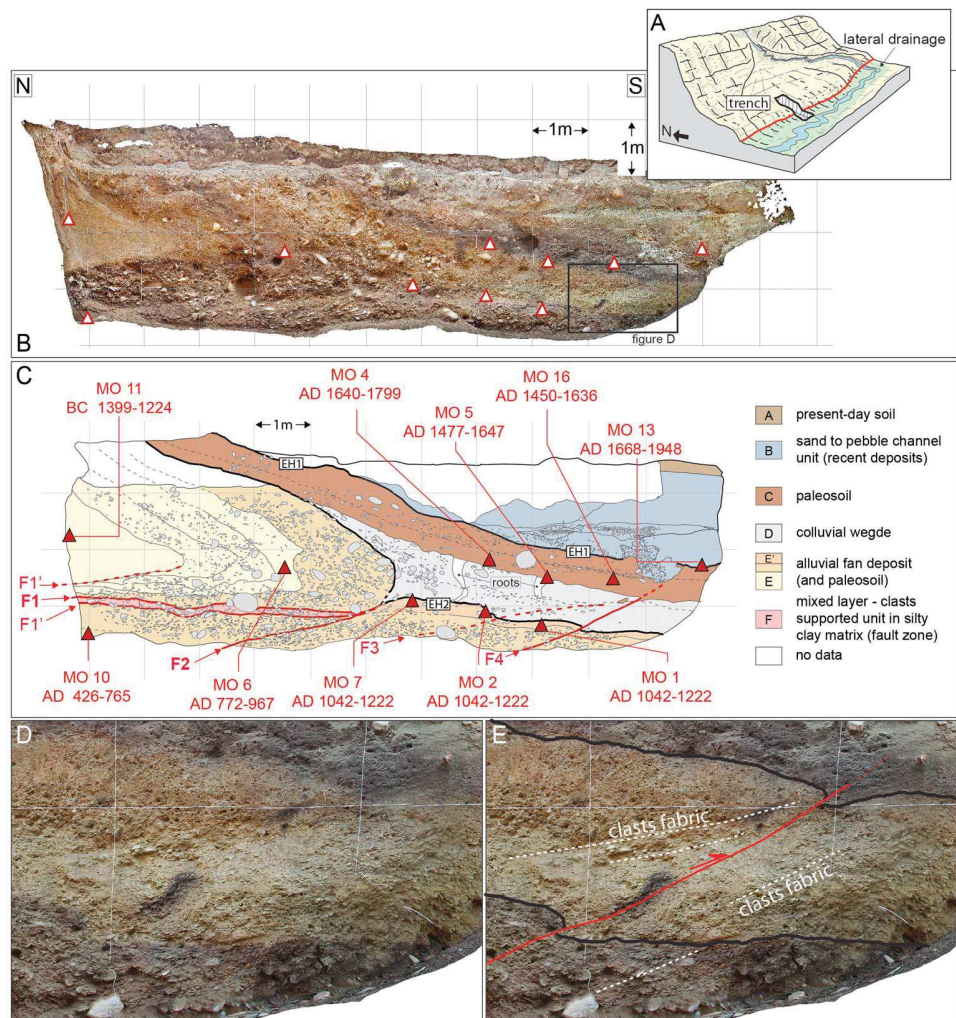 A
lateral drainage
trench
N
N
S
1m
1m
figure D
B
C
MO 11
BC 1399-1224
MO 4
AD 1640-1799
MO 16
AD 1450-1636
MO 5
AD 1477-1647
MO 13
AD 1668-1948
1m
EH1
EH1
roots
EH2
F1'
F1
F1'
F2
F3
F4
MO 10
AD 426-765
MO 6
AD 772-967
MO 7
AD 1042-1222
MO 2
AD 1042-1222
MO 1
AD 1042-1222
A present-day soil
B sand to pebble channel
unit (recent deposits)
C paleosoil
D colluvial wegde
E' alluvial fan deposit
E (and paleosoil)
mixed layer - clasts
F supported unit in silty
clay matrix (fault zone)
no data
D
E
clasts fabric
clasts fabric